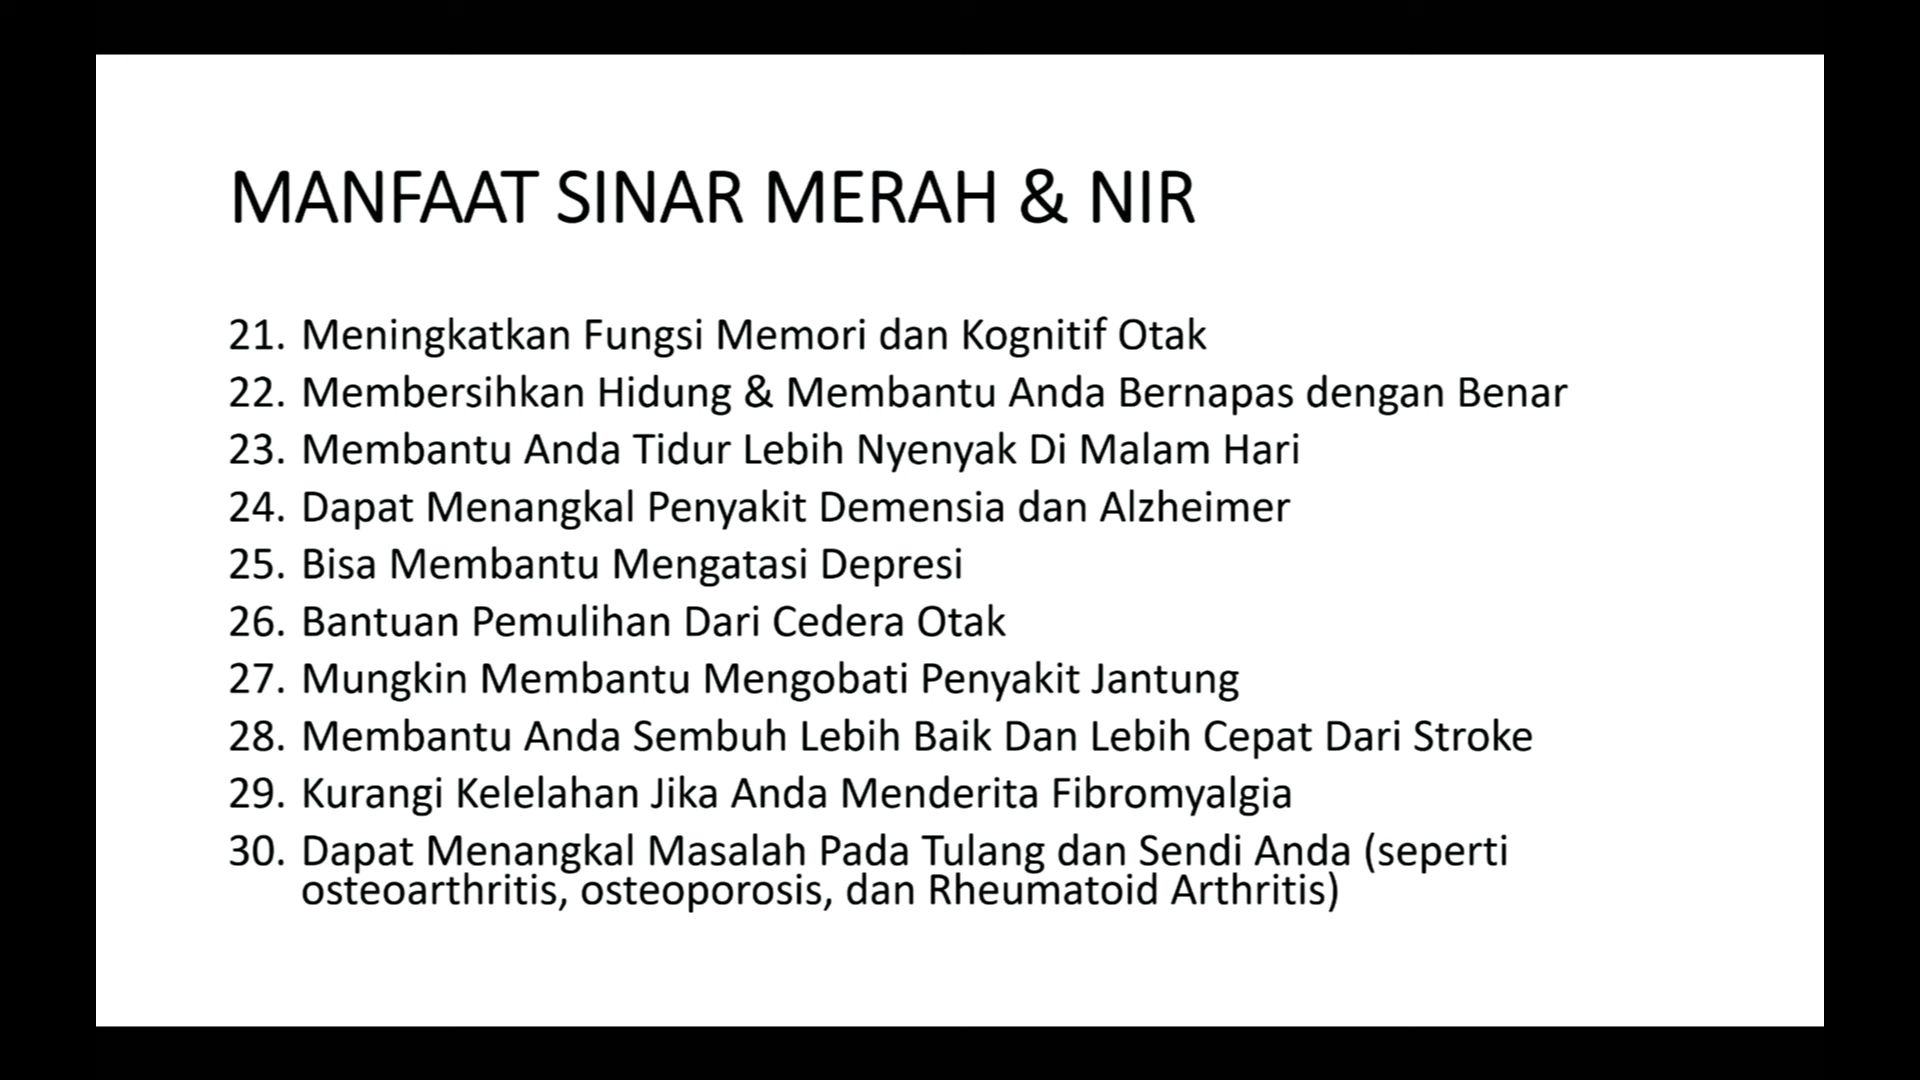 MANFAAT SINAR MERAH & NIR
21. Meningkatkan Fungsi Memori dan Kognitif Otak
22. Membersihkan Hidung & Membantu Anda Bernapas dengan Benar
23. Membantu Anda Tidur Lebih Nyenyak Di Malam Hari
24. Dapat Menangkal Penyakit Demensia dan Alzheimer
25. Bisa Membantu Mengatasi Depresi
26. Bantuan Pemulihan Dari Cedera Otak
27. Mungkin Membantu Mengobati Penyakit Jantung
28. Membantu Anda Sembuh Lebih Baik Dan Lebih Cepat Dari Stroke
29. Kurangi Kelelahan Jika Anda Menderita Fibromyalgia
30. Dapat Menangkal Masalah Pada Tulang dan Sendi Anda (seperti
osteoarthritis, osteoporosis, dan Rheumatoid Arthritis)